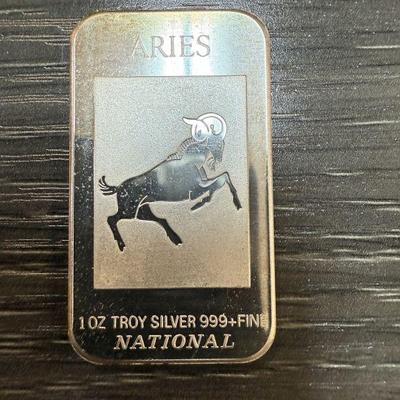 ARIES
1 OZ TROY SILVER 999+FINE
NATIONAL